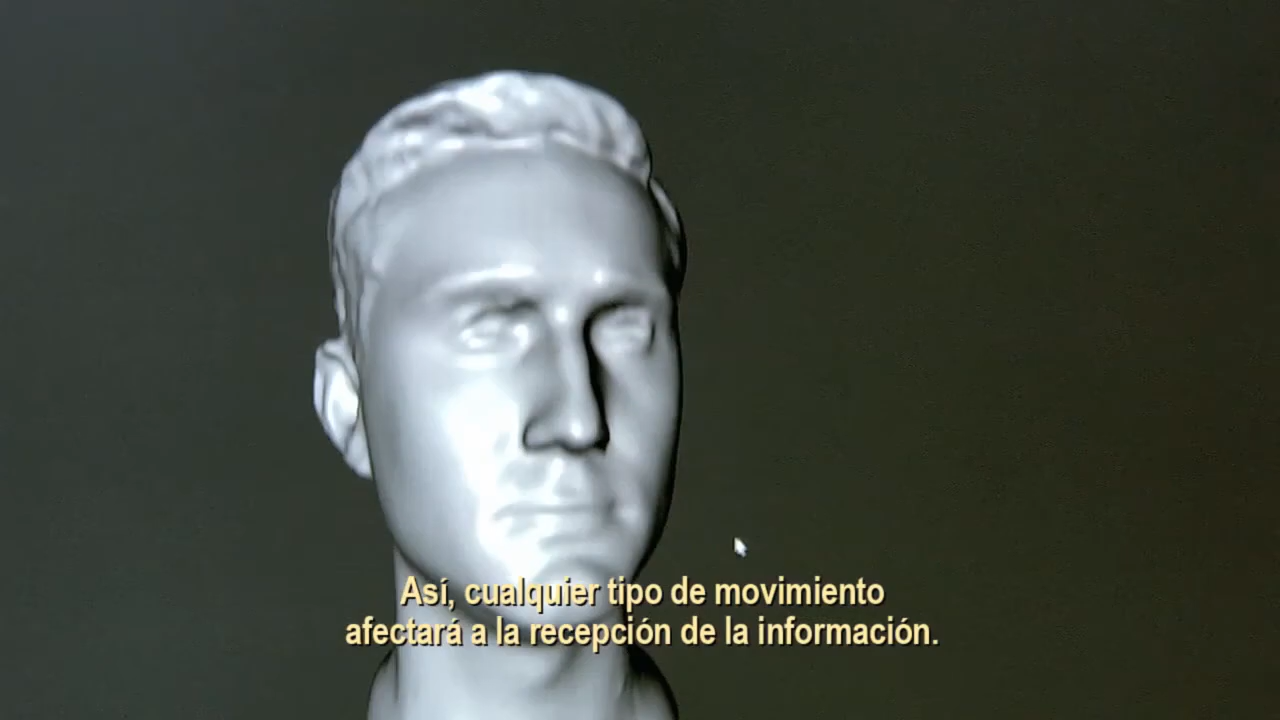 Así, cualquier tipo de movimiento
afectará a la recepción de la información.